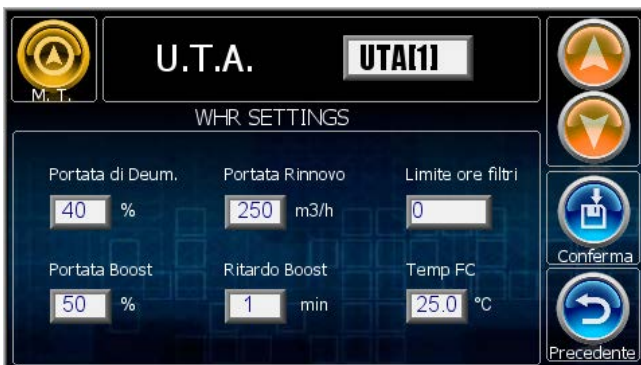 U.T.A. UTA[1]
M. T.
WHR SETTINGS
Portata di Deum. Portata Rinnovo Limite ore filtri
40 % 250 m3/h 0
Conferma
Portata Boost Ritardo Boost Temp FC
50 % 1 min 25.0 °C
Precedente